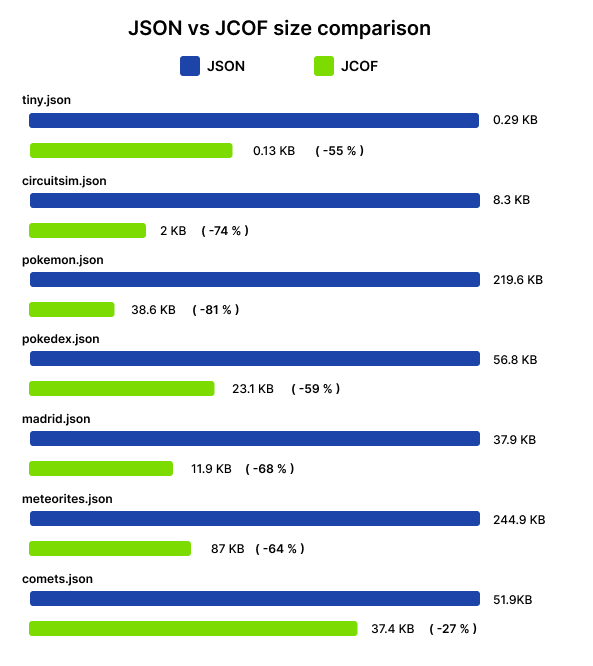 JSON vs JCOF size comparison
JSON JCOF
tiny.json
0.29 KB
0.13 KB ( -55 % )
circuitsim.json
8.3 KB
2 KB ( -74 % )
pokemon.json
219.6 KB
38.6 KB ( -81 % )
pokedex.json
56.8 KB
23.1 KB ( -59 % )
madrid.json
37.9 KB
11.9 KB ( -68 % )
meteorites.json
244.9 KB
87 KB ( -64 % )
comets.json
51.9KB
37.4 KB ( -27 % )